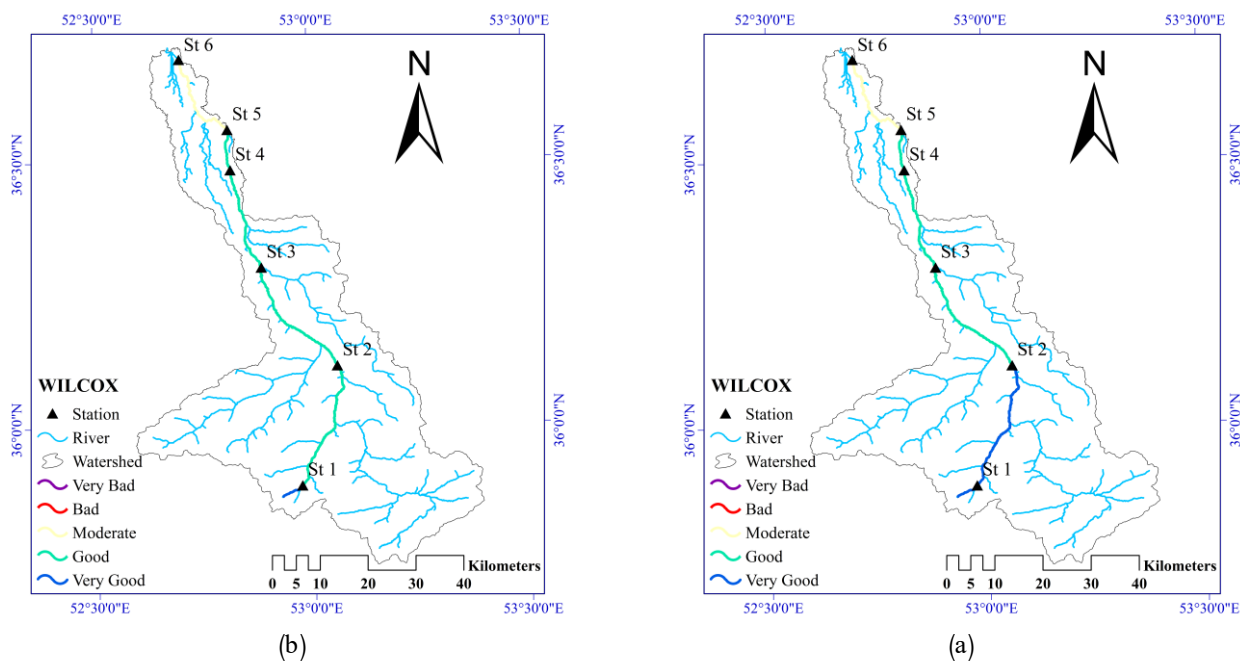 52°30'0"E 53°0'0"E 53°30'0"E
N
St 6
St 5
St 4
St 3
St 2
St 1
36°30'0"N
36°30'0"N
36°0'0"N
36°0'0"N
WILCOX
Station
River
Watershed
Very Bad
Bad
Moderate
Good
Very Good
Kilometers
0 5 10 20 30 40
52°30'0"E 53°0'0"E 53°30'0"E
(b)
52°30'0"E 53°0'0"E 53°30'0"E
N
St 6
St 5
St 4
St 3
St 2
St 1
36°30'0"N
36°30'0"N
36°0'0"N
36°0'0"N
WILCOX
Station
River
Watershed
Very Bad
Bad
Moderate
Good
Very Good
Kilometers
0 5 10 20 30 40
52°30'0"E 53°0'0"E 53°30'0"E
(a)